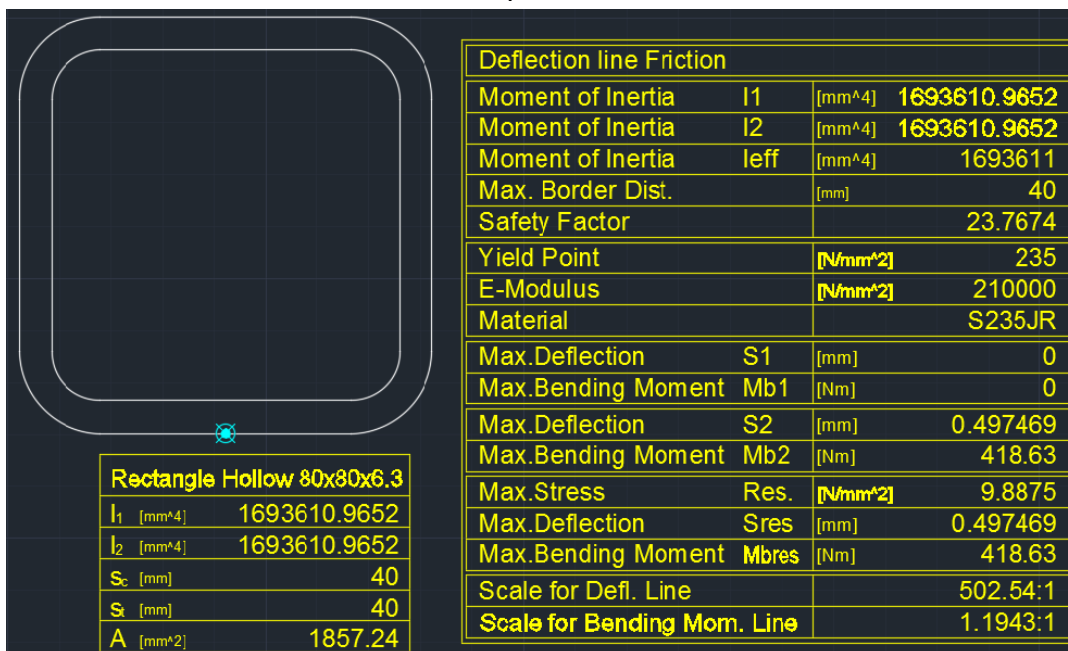 Deflection line Friction
Moment of Inertia I1 [mm^4] 1693610.9652
Moment of Inertia I2 [mm^4] 1693610.9652
Moment of Inertia Ieff [mm^4] 1693611
Max. Border Dist. [mm] 40
Safety Factor 23.7674
Yield Point [N/mm^2] 235
E-Modulus [N/mm^2] 210000
Material S235JR
Max.Deflection S1 [mm] 0
Max.Bending Moment Mb1 [Nm] 0
Max.Deflection S2 [mm] 0.497469
Max.Bending Moment Mb2 [Nm] 418.63
Max.Stress Res. [N/mm^2] 9.8875
Max.Deflection Sres [mm] 0.497469
Max.Bending Moment Mbres [Nm] 418.63
Scale for Defl. Line 502.54:1
Scale for Bending Mom. Line 1.1943:1
Rectangle Hollow 80x80x6.3
I1 [mm^4] 1693610.9652
I2 [mm^4] 1693610.9652
Sc [mm] 40
St [mm] 40
A [mm^2] 1857.24